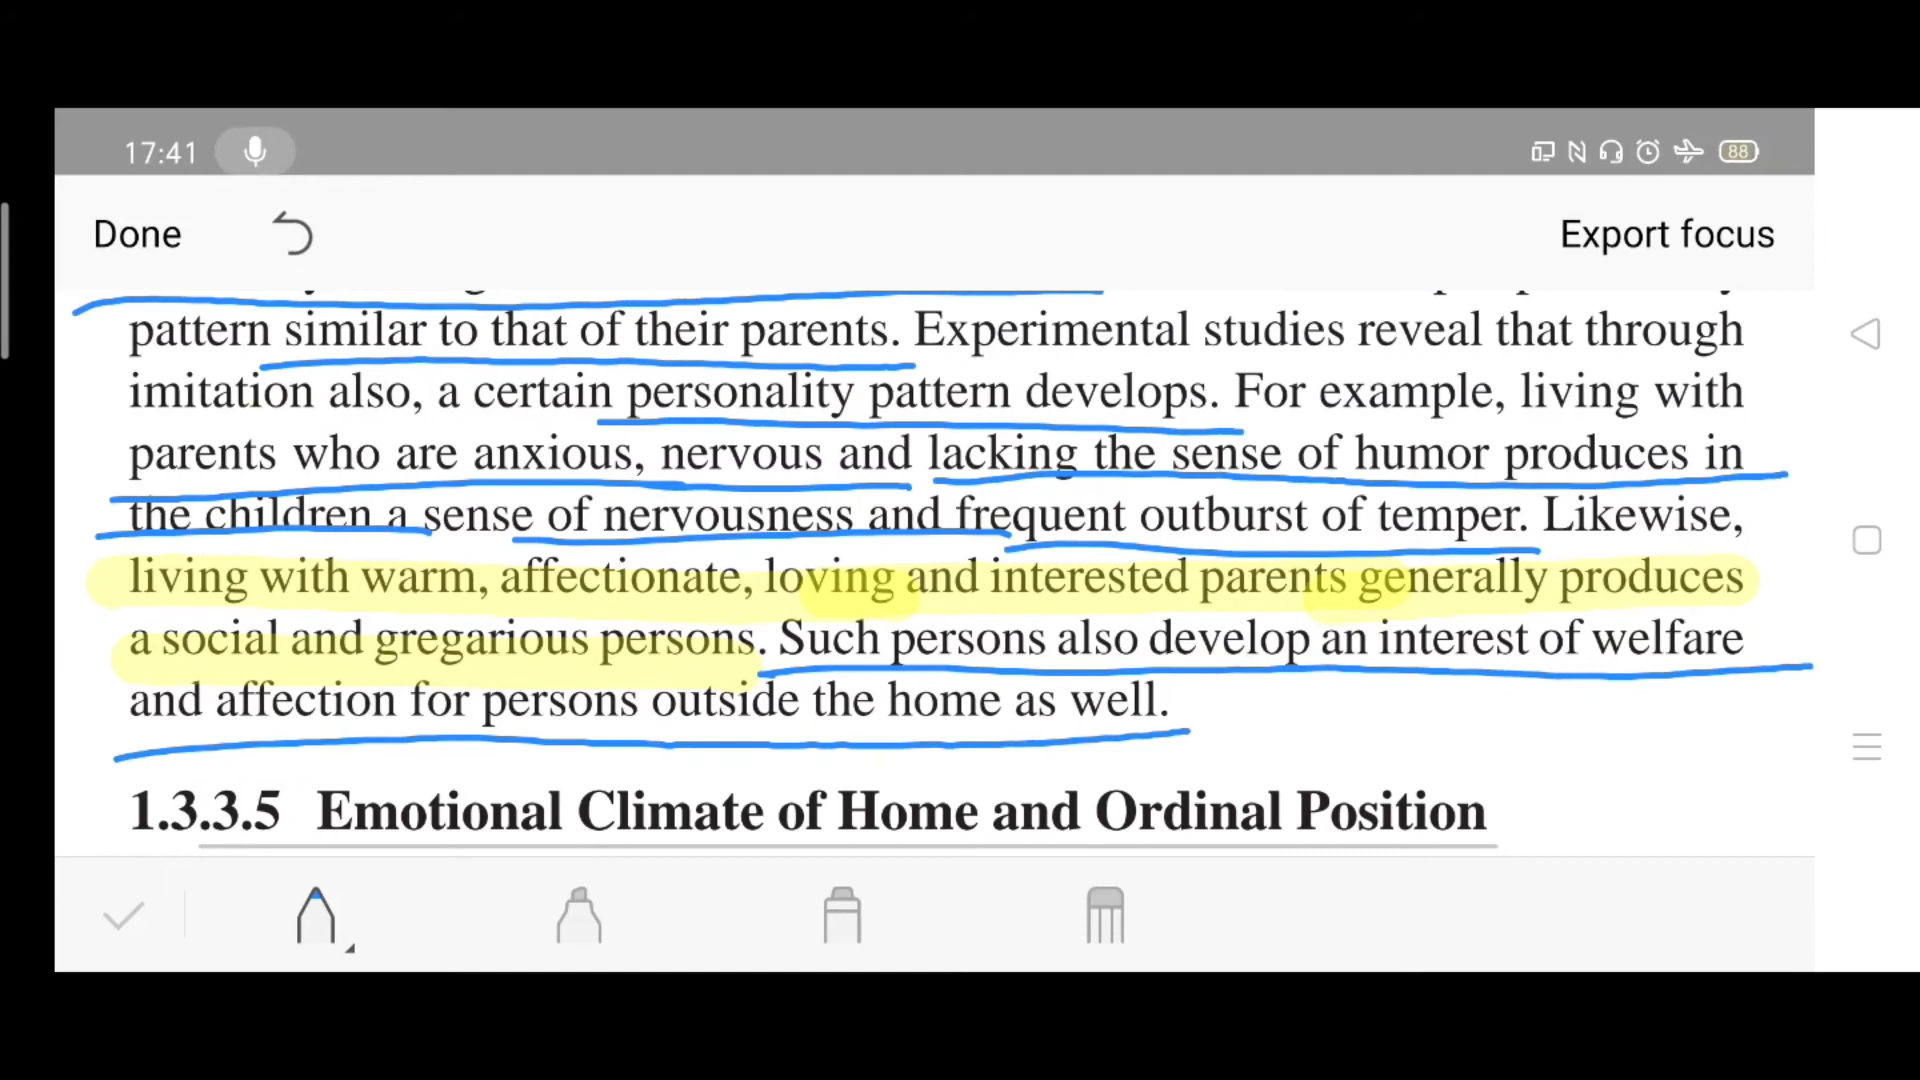 17:41
88
Done
Export focus
pattern similar to that of their parents. Experimental studies reveal that through
imitation also, a certain personality pattern develops. For example, living with
parents who are anxious, nervous and lacking the sense of humor produces in
the children a sense of nervousness and frequent outburst of temper. Likewise,
living with warm, affectionate, loving and interested parents generally produces
a social and gregarious persons. Such persons also develop an interest of welfare
and affection for persons outside the home as well.
1.3.3.5 Emotional Climate of Home and Ordinal Position